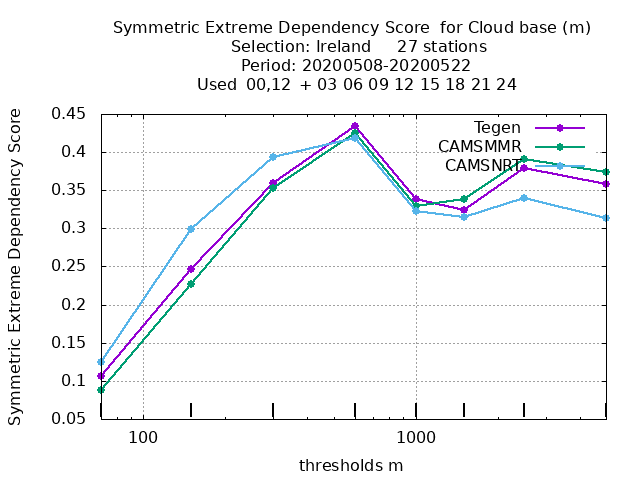 Symmetric Extreme Dependency Score  for Cloud base (m)
Selection: Ireland     27 stations
Period: 20200508-20200522
Used  00,12  + 03 06 09 12 15 18 21 24
Symmetric Extreme Dependency Score
0.45
0.4
0.35
0.3
0.25
0.2
0.15
0.1
0.05
Tegen
CAMSMMR
CAMSNRT
100
1000
thresholds m